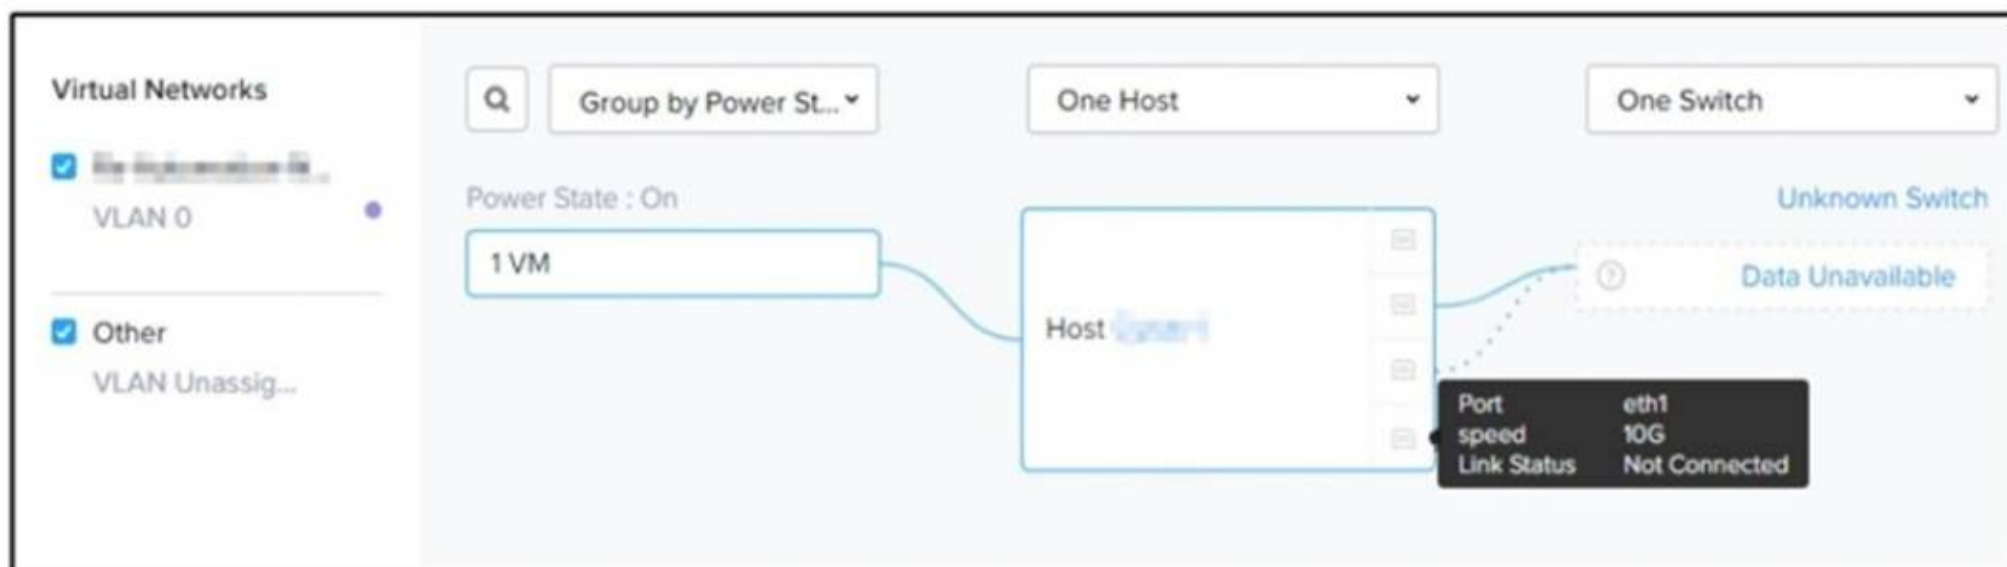 Virtual Networks
VLAN 0
Other
VLAN Unassig...
Group by Power St...
One Host
One Switch
Power State : On
1 VM
Host
Unknown Switch
? Data Unavailable
Port eth1
speed 10G
Link Status Not Connected